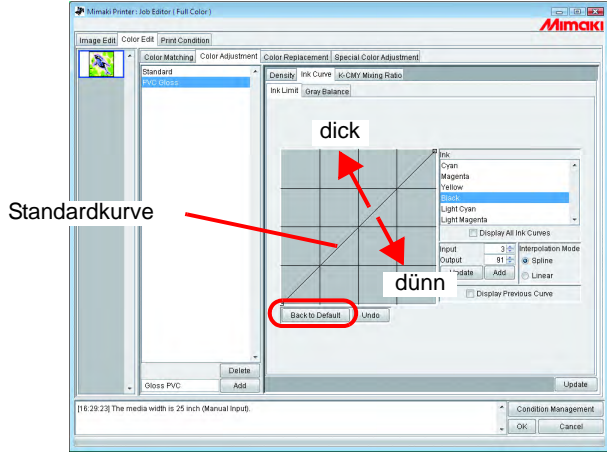 Mimaki Printer : Job Editor ( Full Color )
Mimaki
Image Edit Color Edit Print Condition
Color Matching Color Adjustment Color Replacement Special Color Adjustment
Standard
PVC Gloss
Density Ink Curve K-CMY Mixing Ratio
Ink Limit Gray Balance
dick
Standardkurve
dünn
Ink
Cyan
Magenta
Yellow
Black
Light Cyan
Light Magenta
Display All Ink Curves
Input 3 Interpolation Mode
Output 91 Spline
Update Add Linear
Display Previous Curve
Back to Default Undo
Delete
Gloss PVC Add
Update
[16:29:23] The media width is 25 inch (Manual Input).
Condition Management
OK Cancel